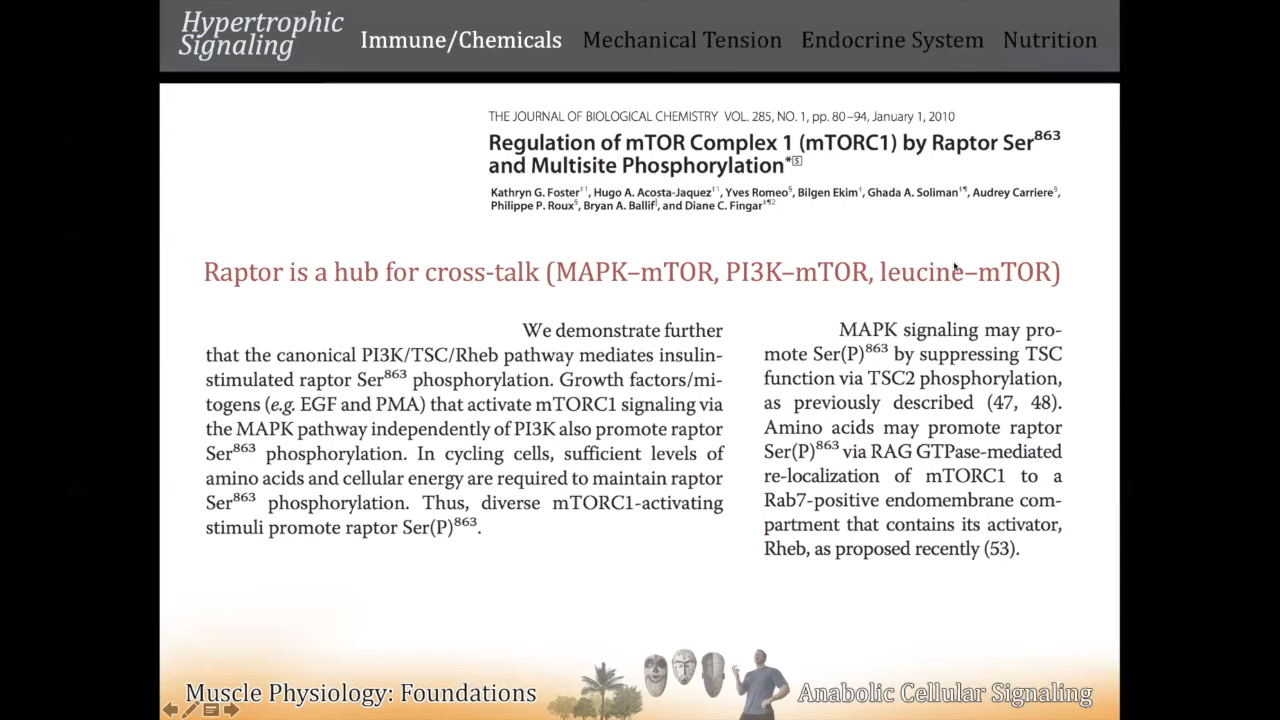 Hypertrophic
Signaling
Immune/Chemicals Mechanical Tension Endocrine System Nutrition
THE JOURNAL OF BIOLOGICAL CHEMISTRY VOL. 285, NO. 1, pp. 80–94, January 1, 2010
Regulation of mTOR Complex 1 (mTORC1) by Raptor Ser863
and Multisite Phosphorylation*S
Kathryn G. Foster‡1, Hugo A. Acosta-Jaquez‡1, Yves Romeo§, Bilgen Ekim‡, Ghada A. Soliman‡¶, Audrey Carriere§,
Philippe P. Roux§, Bryan A. Ballif, and Diane C. Fingar‡¶2
Raptor is a hub for cross-talk (MAPK–mTOR, PI3K–mTOR, leucine–mTOR)
We demonstrate further
that the canonical PI3K/TSC/Rheb pathway mediates insulin-
stimulated raptor Ser863 phosphorylation. Growth factors/mi-
togens (e.g. EGF and PMA) that activate mTORC1 signaling via
the MAPK pathway independently of PI3K also promote raptor
Ser863 phosphorylation. In cycling cells, sufficient levels of
amino acids and cellular energy are required to maintain raptor
Ser863 phosphorylation. Thus, diverse mTORC1-activating
stimuli promote raptor Ser(P)863.
MAPK signaling may pro-
mote Ser(P)863 by suppressing TSC
function via TSC2 phosphorylation,
as previously described (47, 48).
Amino acids may promote raptor
Ser(P)863 via RAG GTPase-mediated
re-localization of mTORC1 to a
Rab7-positive endomembrane com-
partment that contains its activator,
Rheb, as proposed recently (53).
Muscle Physiology: Foundations
Anabolic Cellular Signaling